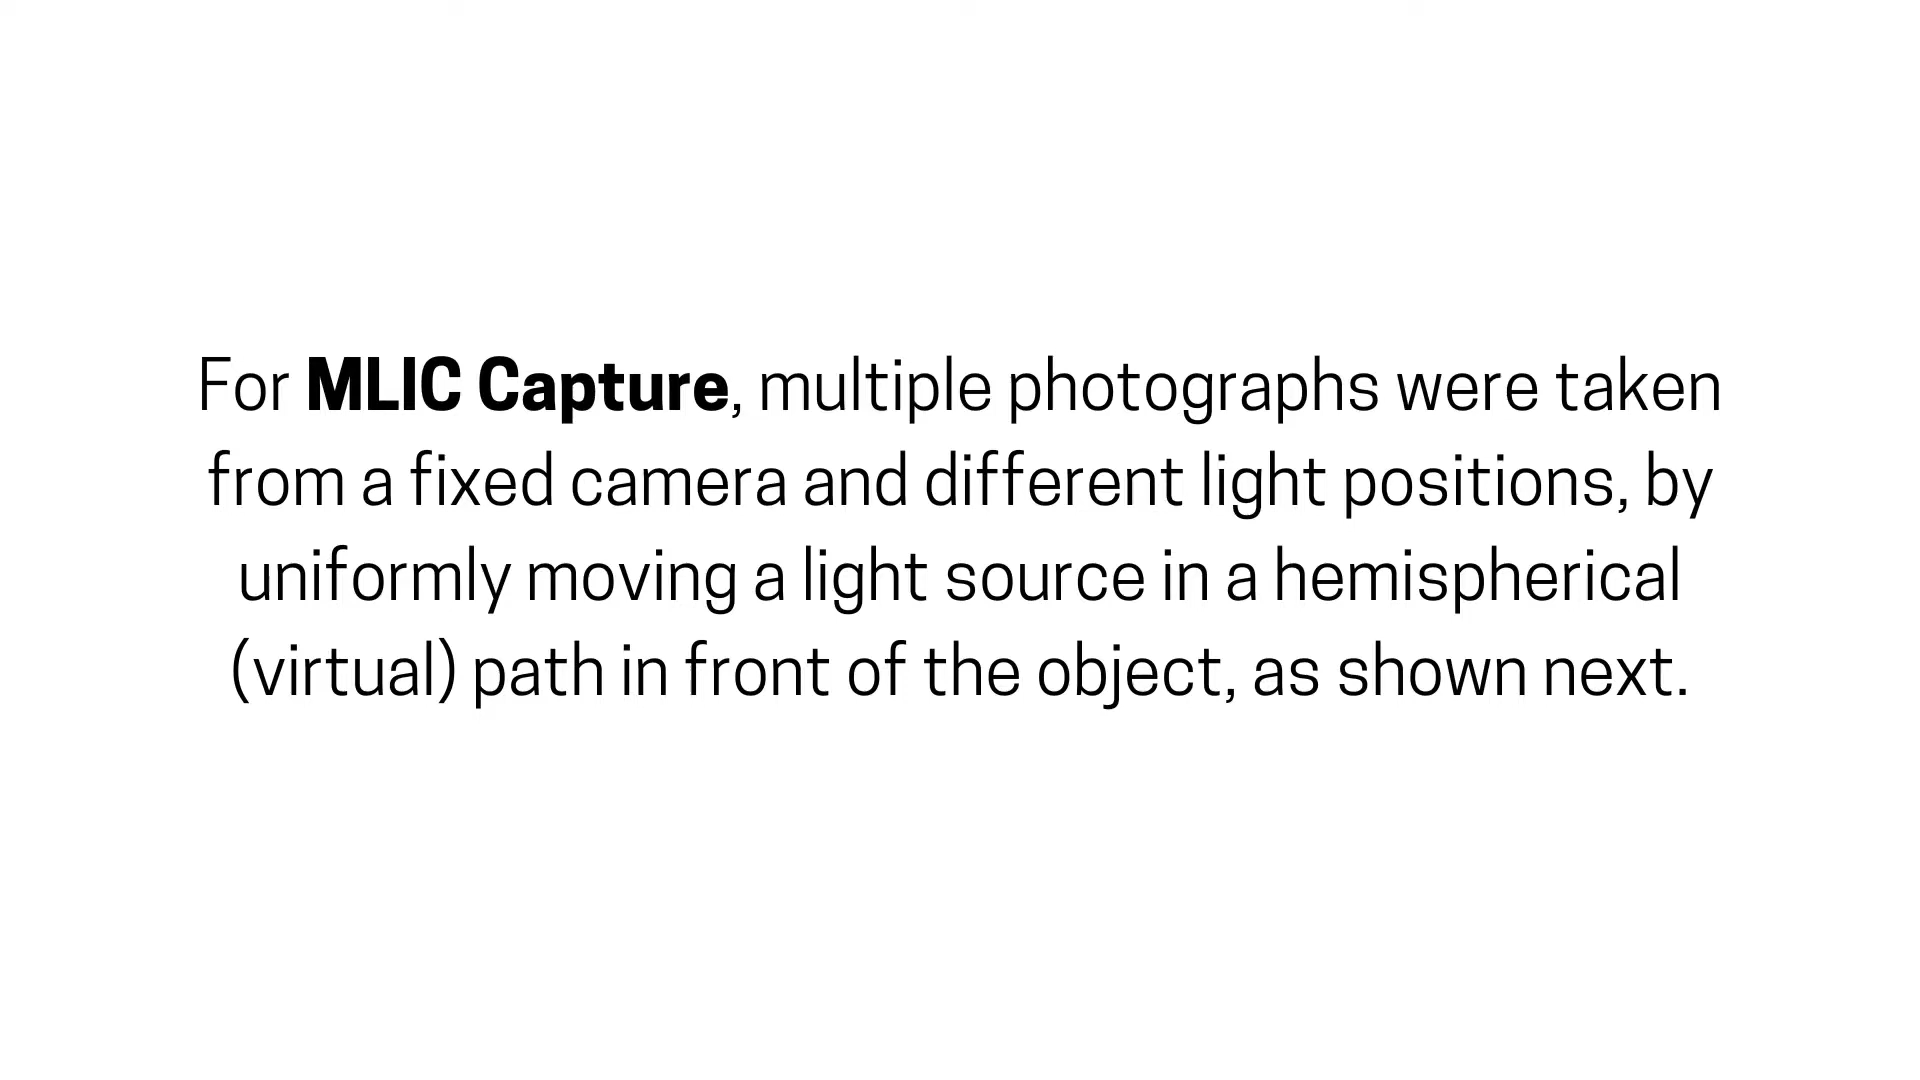 For MLIC Capture, multiple photographs were taken
from a fixed camera and different light positions, by
uniformly moving a light source in a hemispherical
(virtual) path in front of the object, as shown next.